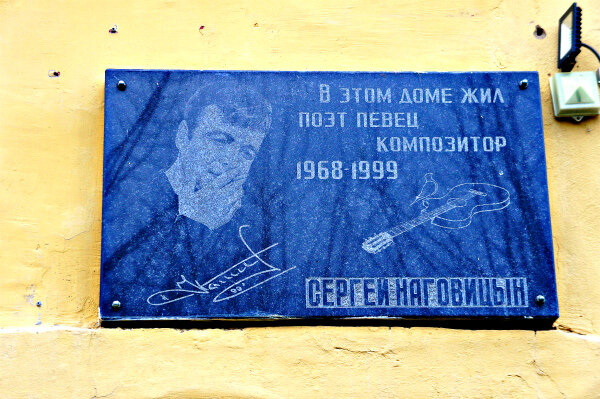 В ЭТОМ ДОМЕ ЖИЛ
ПОЭТ ПЕВЕЦ
КОМПОЗИТОР
1968-1999
СЕРГЕЙ НАГОВИЦЫН